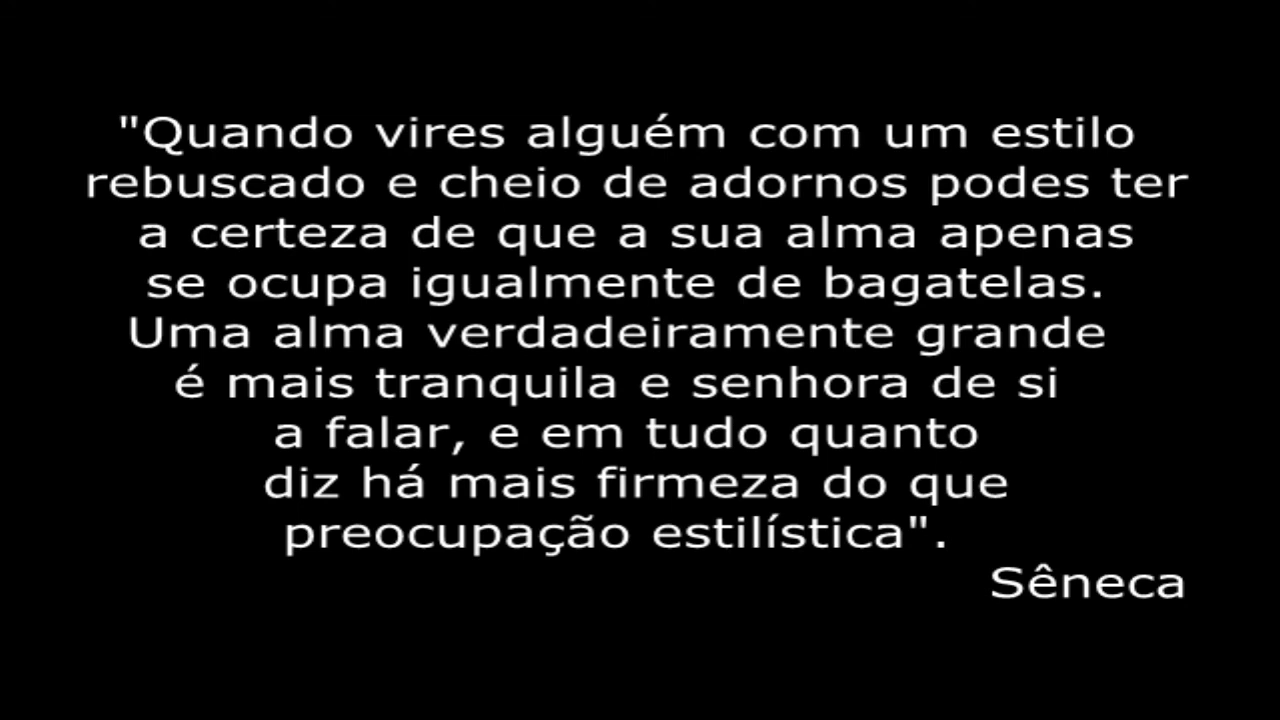 "Quando vires alguém com um estilo
rebuscado e cheio de adornos podes ter
a certeza de que a sua alma apenas
se ocupa igualmente de bagatelas.
Uma alma verdadeiramente grande
é mais tranquila e senhora de si
a falar, e em tudo quanto
diz há mais firmeza do que
preocupação estilística".
Sêneca